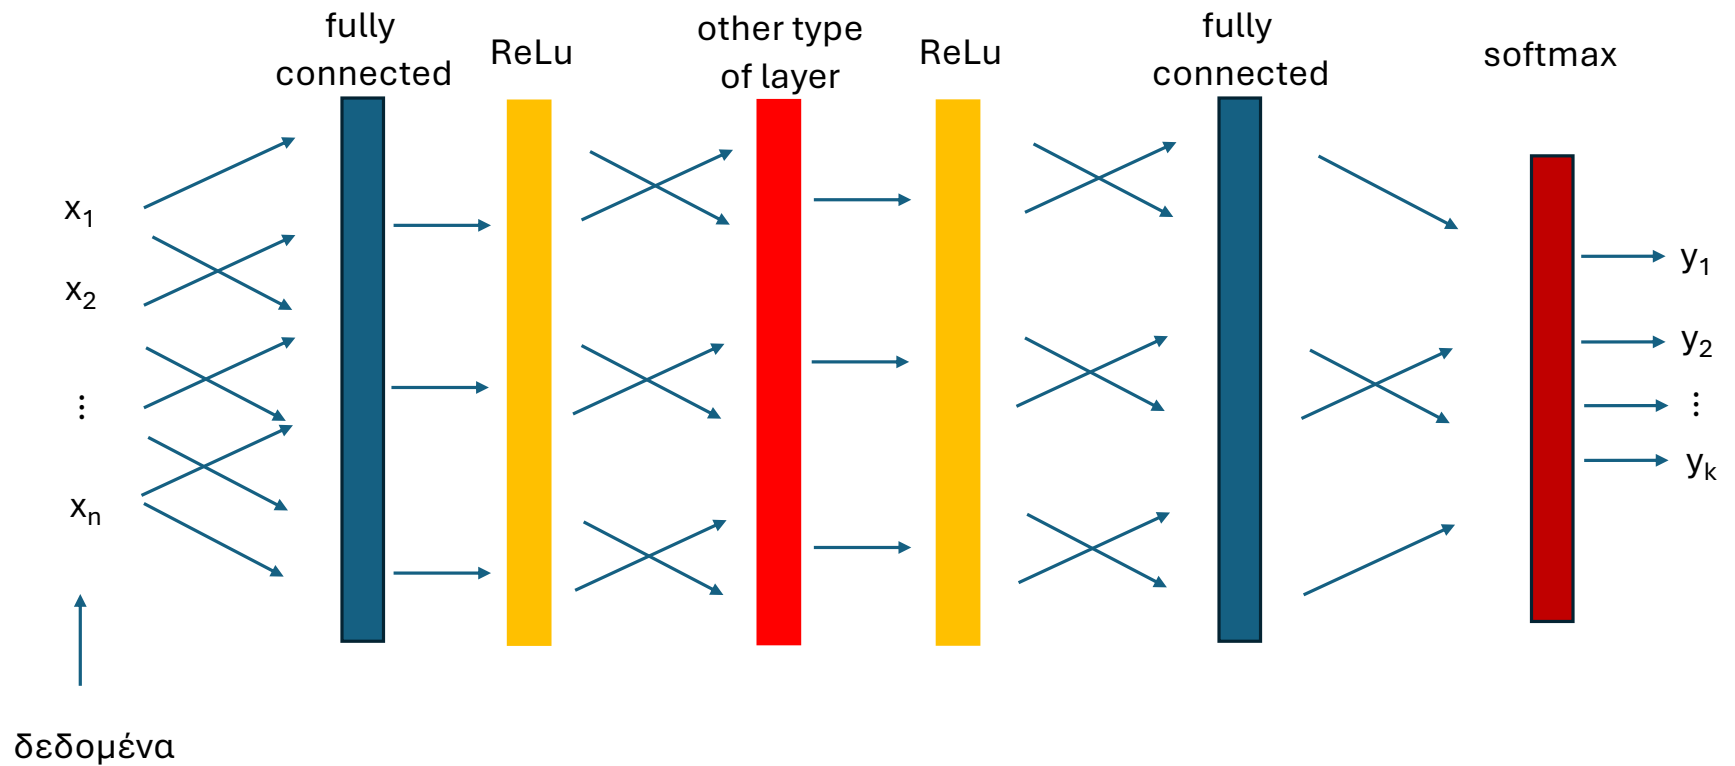 fully
connected
ReLu
other type
of layer
ReLu
fully
connected
softmax
x₁
x₂
⋮
xₙ
δεδομένα
y₁
y₂
⋮
yₖ